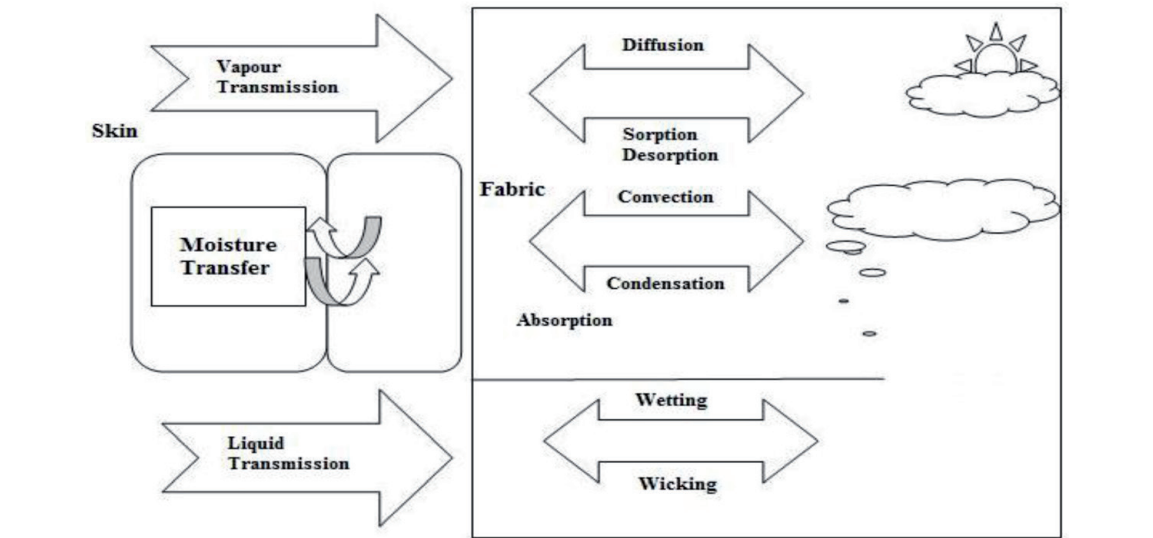 Vapour
Transmission
Skin
Moisture
Transfer
Liquid
Transmission
Diffusion
Sorption
Desorption
Fabric
Convection
Condensation
Absorption
Wetting
Wicking